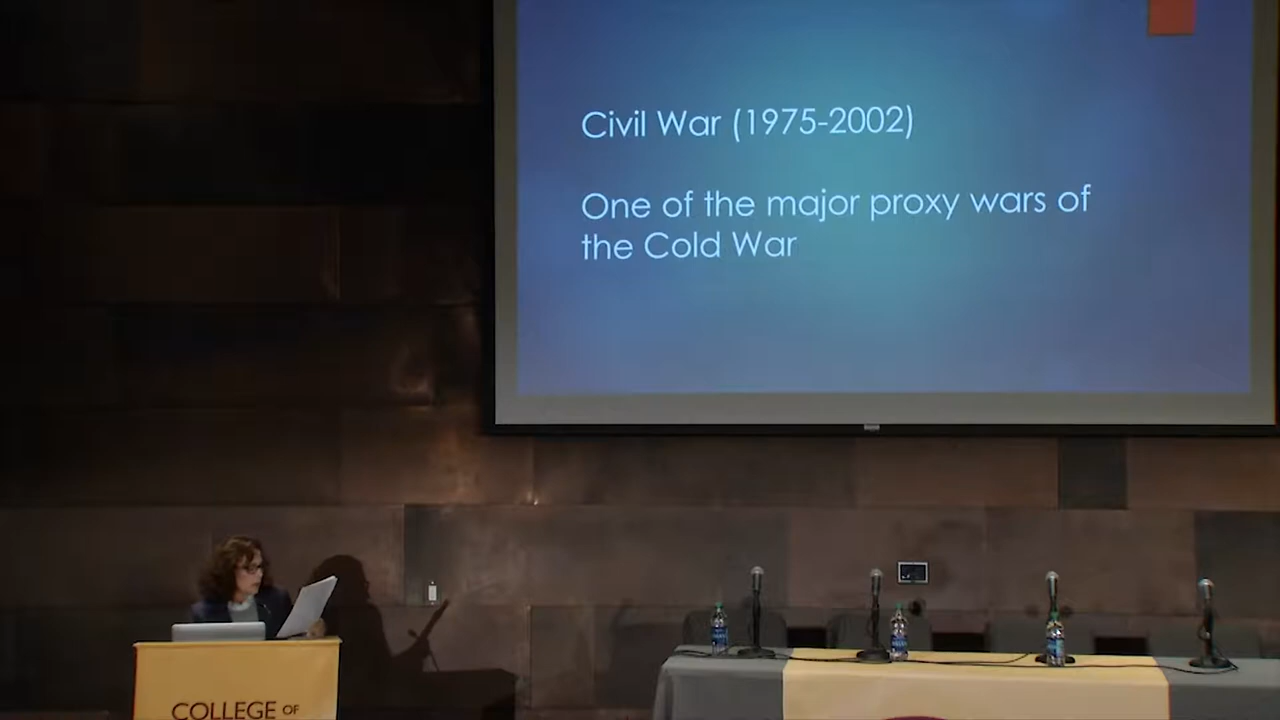 Civil War (1975-2002)
One of the major proxy wars of
the Cold War
COLLEGE OF